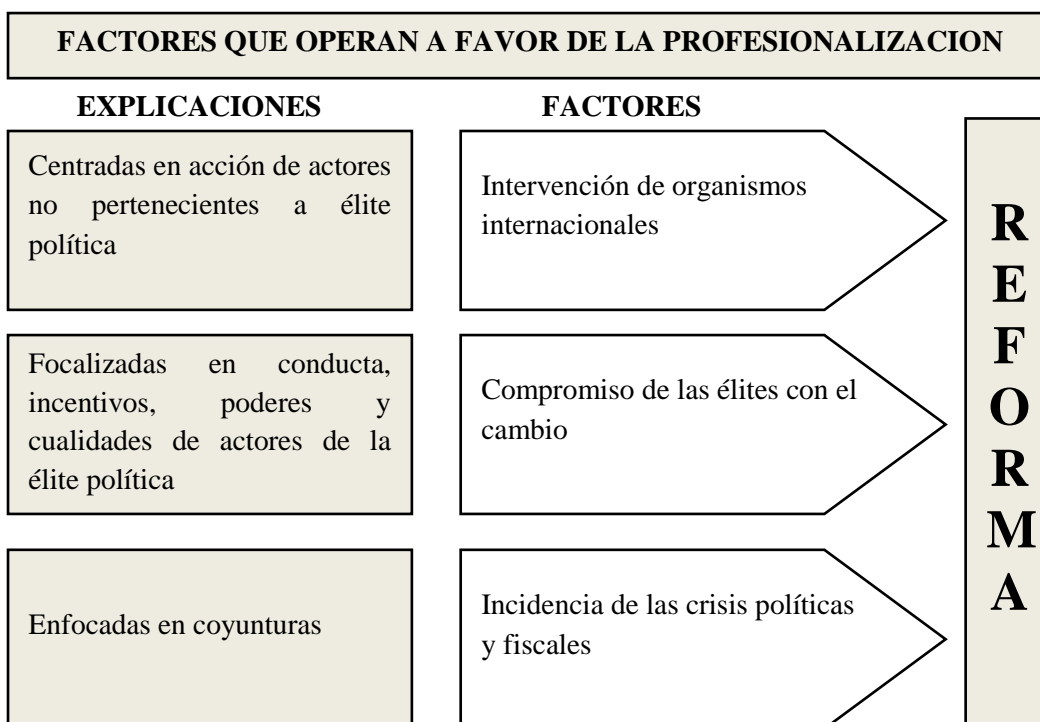 FACTORES QUE OPERAN A FAVOR DE LA PROFESIONALIZACION
EXPLICACIONES
FACTORES
Centradas en acción de actores
no pertenecientes a élite
política
Intervención de organismos
internacionales
Focalizadas en conducta,
incentivos, poderes y
cualidades de actores de la
élite política
Compromiso de las élites con el
cambio
Enfocadas en coyunturas
Incidencia de las crisis políticas
y fiscales
R
E
F
O
R
M
A